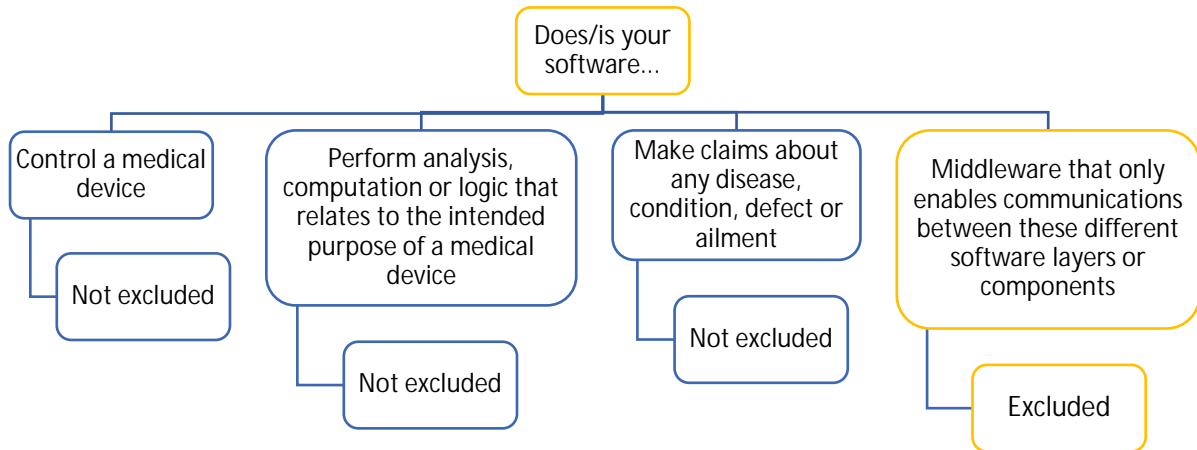 Does/is your
software...
Control a medical
device
Not excluded
Perform analysis,
computation or logic that
relates to the intended
purpose of a medical
device
Not excluded
Make claims about
any disease,
condition, defect or
ailment
Not excluded
Middleware that only
enables communications
between these different
software layers or
components
Excluded